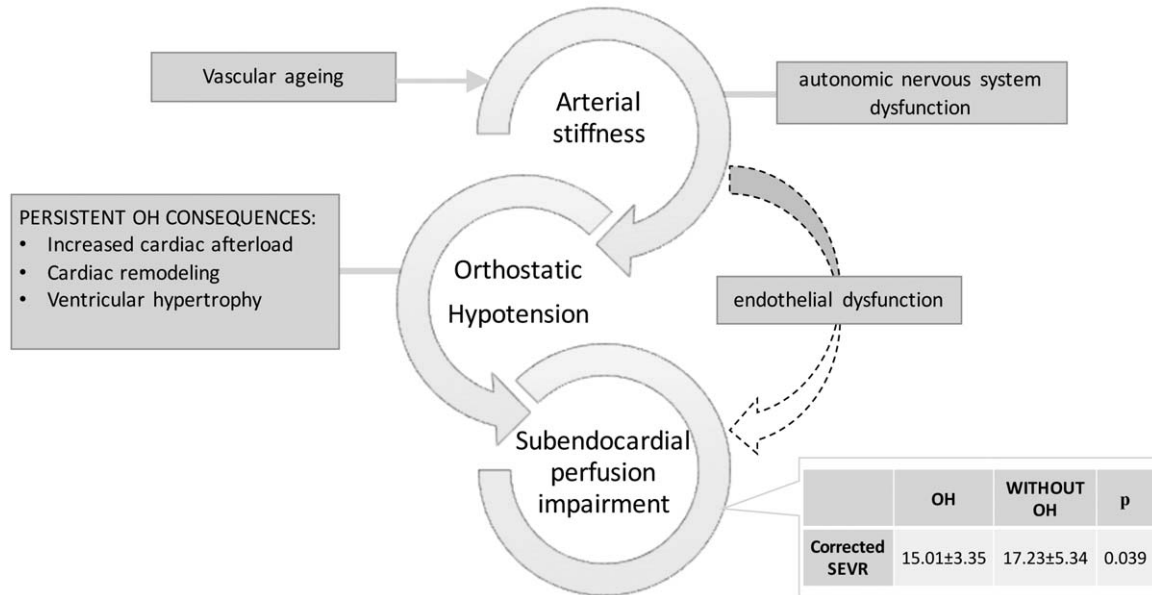 Vascular ageing
Arterial
stiffness
autonomic nervous system
dysfunction
PERSISTENT OH CONSEQUENCES:
• Increased cardiac afterload
• Cardiac remodeling
• Ventricular hypertrophy
Orthostatic
Hypotension
endothelial dysfunction
Subendocardial
perfusion
impairment
OH WITHOUT OH p
Corrected SEVR 15.01±3.35 17.23±5.34 0.039